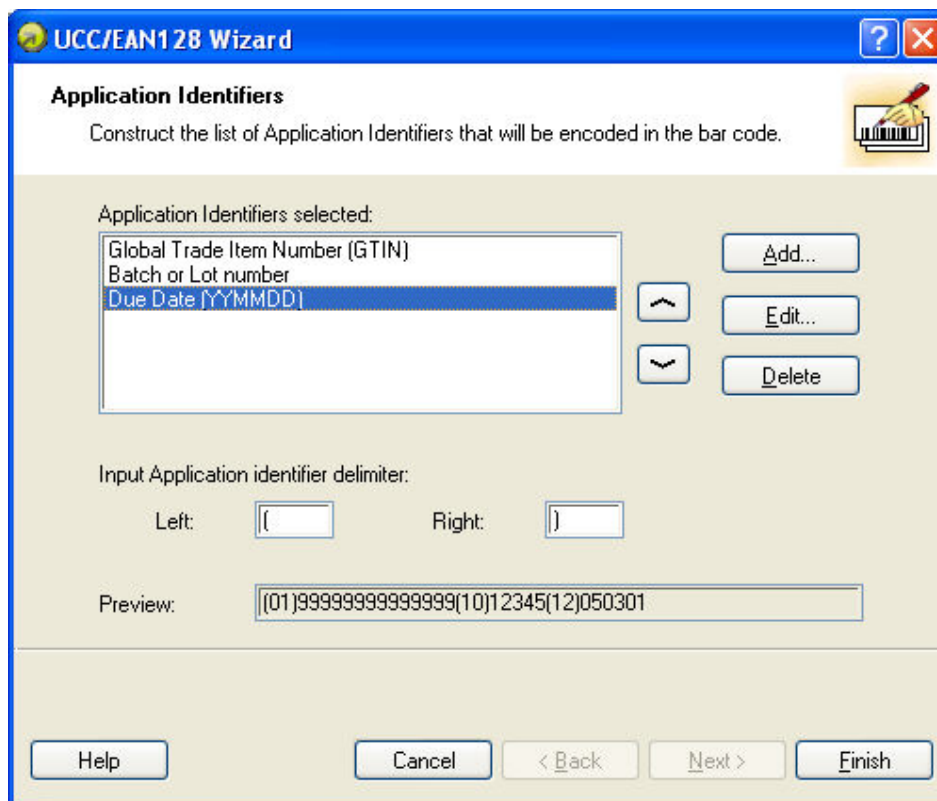 UCC/EAN128 Wizard
Application Identifiers
Construct the list of Application Identifiers that will be encoded in the bar code.
Application Identifiers selected:
Global Trade Item Number (GTIN)
Batch or Lot number
Due Date (YYMMDD)
Add...
Edit...
Delete
Input Application identifier delimiter:
Left: ( Right: )
Preview: (01)99999999999999(10)12345(12)050301
Help Cancel < Back Next > Finish